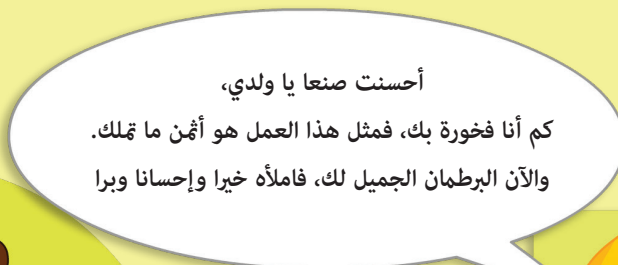 أحسنت صنعا يا ولدي،
كم أنا فخورة بك، فمثل هذا العمل هو أثمن ما تملك.
والآن البرطمان الجميل لك، فاملأه خيرا وإحسانا وبرا